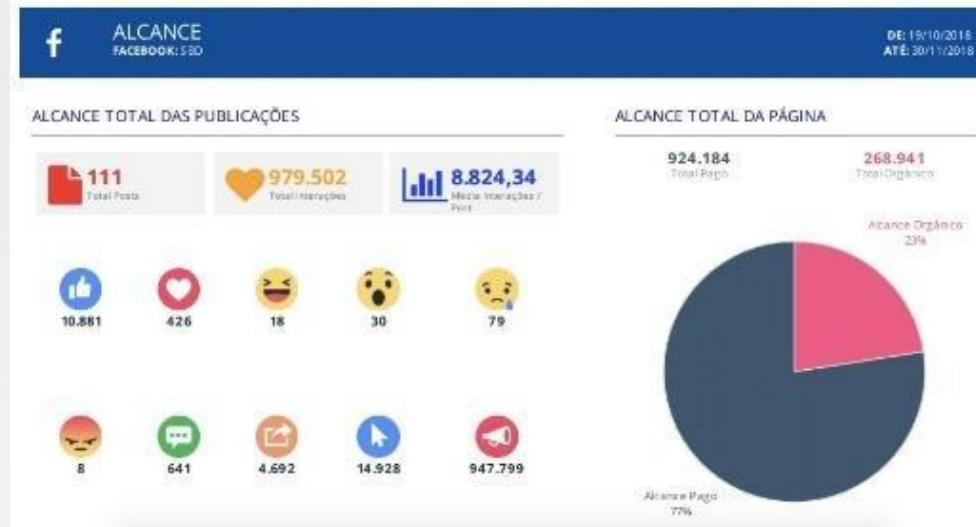 f
ALCANCE
FACEBOOK: SBD
DE: 19/10/2018
ATÉ: 30/11/2018
ALCANCE TOTAL DAS PUBLICAÇÕES
111
Total Posts
979.502
Total Interações
8.824,34
Média Interações /
Post
10.881
426
18
30
79
8
641
4.692
14.928
947.799
ALCANCE TOTAL DA PÁGINA
924.184
Total Pago
268.941
Total Orgânico
Alcance Orgânico
23%
Alcance Pago
77%